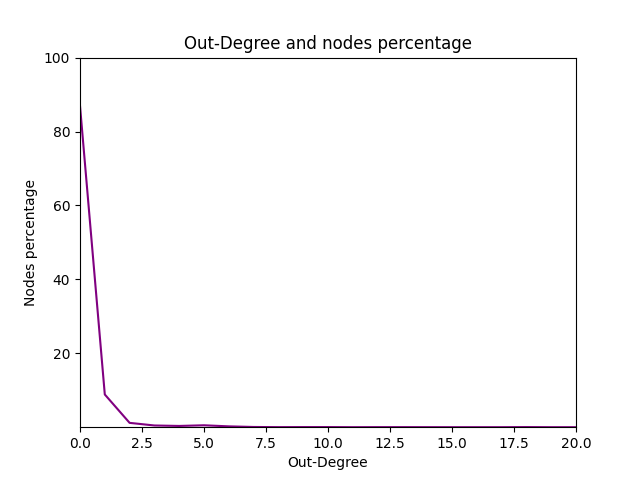 Out-Degree and nodes percentage
100
80
60
40
20
Nodes percentage
0.0 2.5 5.0 7.5 10.0 12.5 15.0 17.5 20.0
Out-Degree